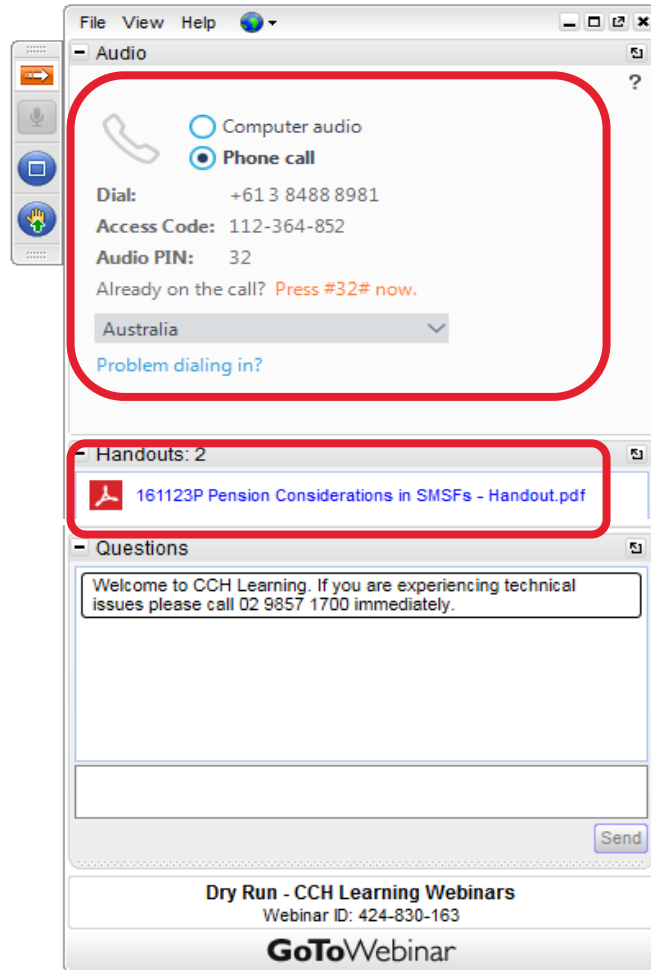 File View Help
Audio
?
Computer audio
Phone call
Dial: +61 3 8488 8981
Access Code: 112-364-852
Audio PIN: 32
Already on the call? Press #32# now.
Australia
Problem dialing in?
Handouts: 2
161123P Pension Considerations in SMSFs - Handout.pdf
Questions
Welcome to CCH Learning. If you are experiencing technical
issues please call 02 9857 1700 immediately.
Send
Dry Run - CCH Learning Webinars
Webinar ID: 424-830-163
GoToWebinar